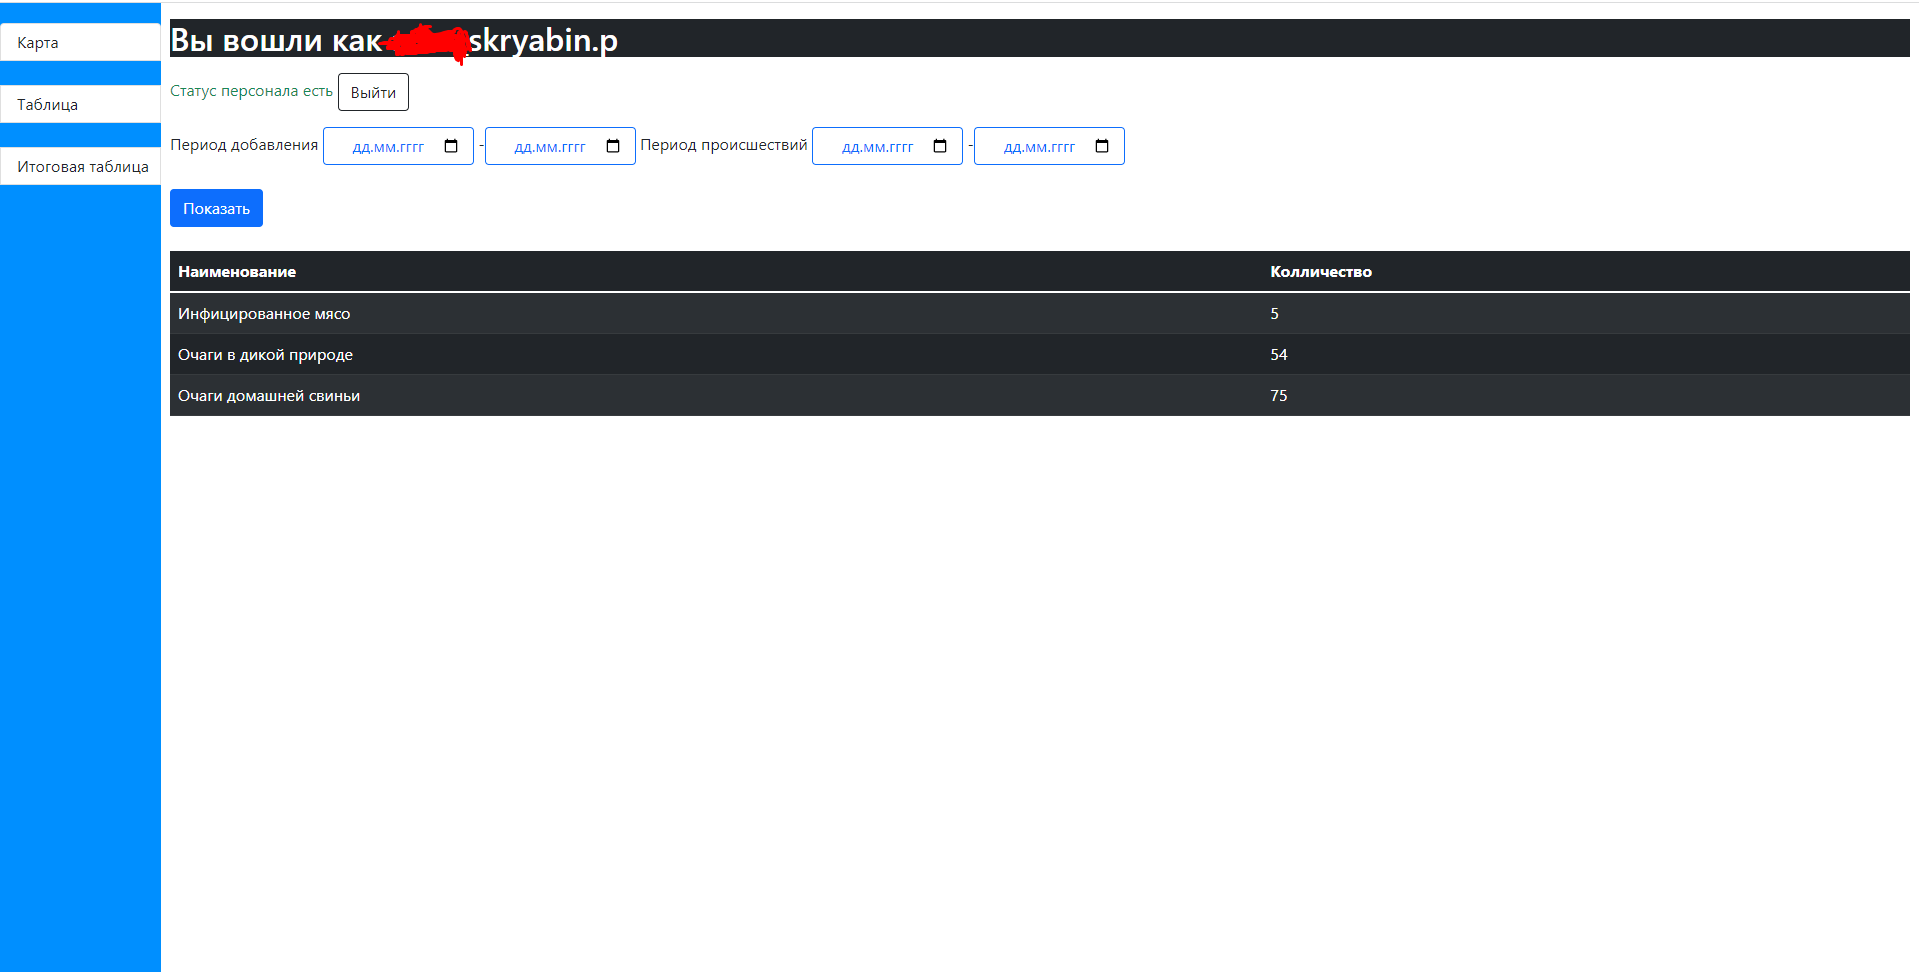 Карта
Таблица
Итоговая таблица
Вы вошли как skryabin.p
Статус персонала есть Выйти
Период добавления дд.мм.гггг - дд.мм.гггг Период происшествий дд.мм.гггг - дд.мм.гггг
Показать
Наименование Колличество
Инфицированное мясо 5
Очаги в дикой природе 54
Очаги домашней свиньи 75